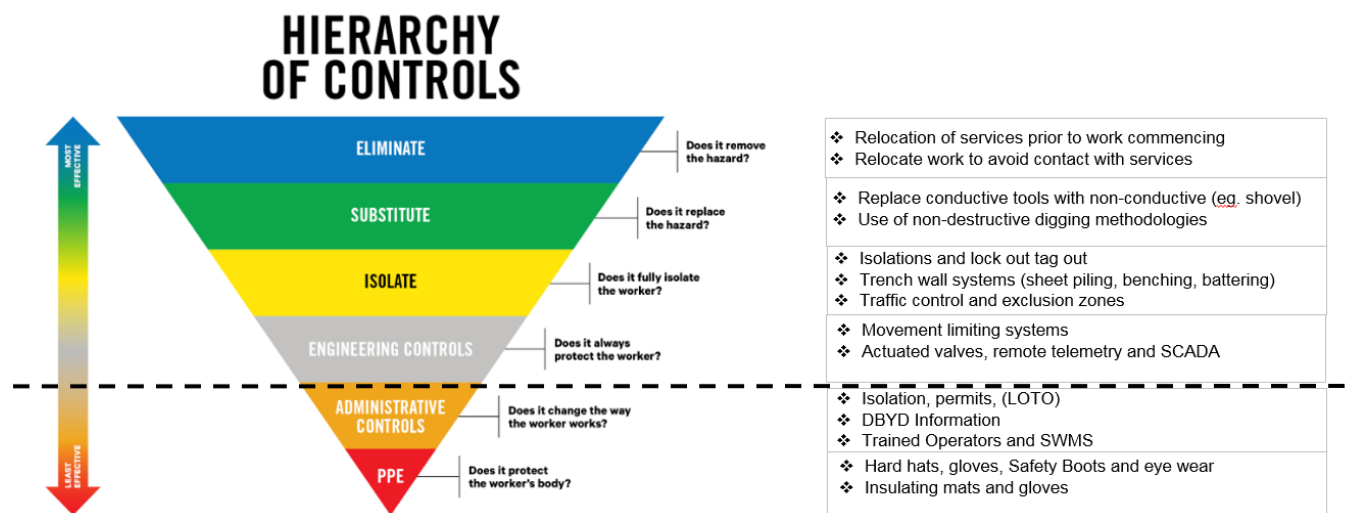 HIERARCHY
OF CONTROLS
MOST
EFFECTIVE
LEAST
EFFECTIVE
ELIMINATE
Does it remove
the hazard?
❖ Relocation of services prior to work commencing
❖ Relocate work to avoid contact with services
SUBSTITUTE
Does it replace
the hazard?
❖ Replace conductive tools with non-conductive (eg. shovel)
❖ Use of non-destructive digging methodologies
ISOLATE
Does it fully isolate
the worker?
❖ Isolations and lock out tag out
❖ Trench wall systems (sheet piling, benching, battering)
❖ Traffic control and exclusion zones
ENGINEERING CONTROLS
Does it always
protect the worker?
❖ Movement limiting systems
❖ Actuated valves, remote telemetry and SCADA
ADMINISTRATIVE
CONTROLS
Does it change the way
the worker works?
❖ Isolation, permits, (LOTO)
❖ DBYD Information
❖ Trained Operators and SWMS
PPE
Does it protect
the worker's body?
❖ Hard hats, gloves, Safety Boots and eye wear
❖ Insulating mats and gloves